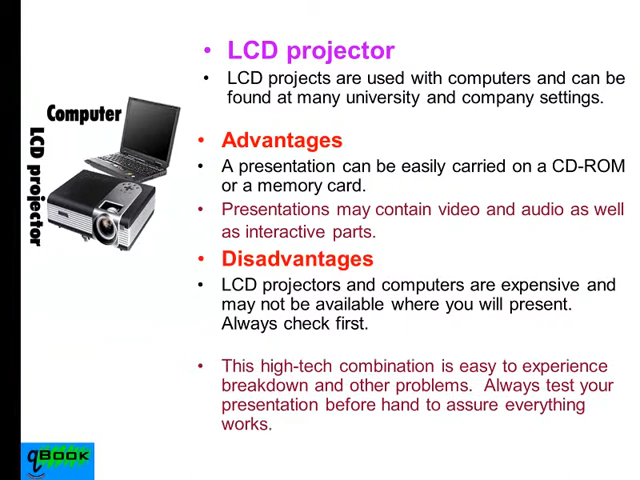 LCD projector
LCD projects are used with computers and can be
found at many university and company settings.
Computer
LCD projector
Advantages
A presentation can be easily carried on a CD-ROM
or a memory card.
Presentations may contain video and audio as well
as interactive parts.
Disadvantages
LCD projectors and computers are expensive and
may not be available where you will present.
Always check first.
This high-tech combination is easy to experience
breakdown and other problems.  Always test your
presentation before hand to assure everything
works.
qBook